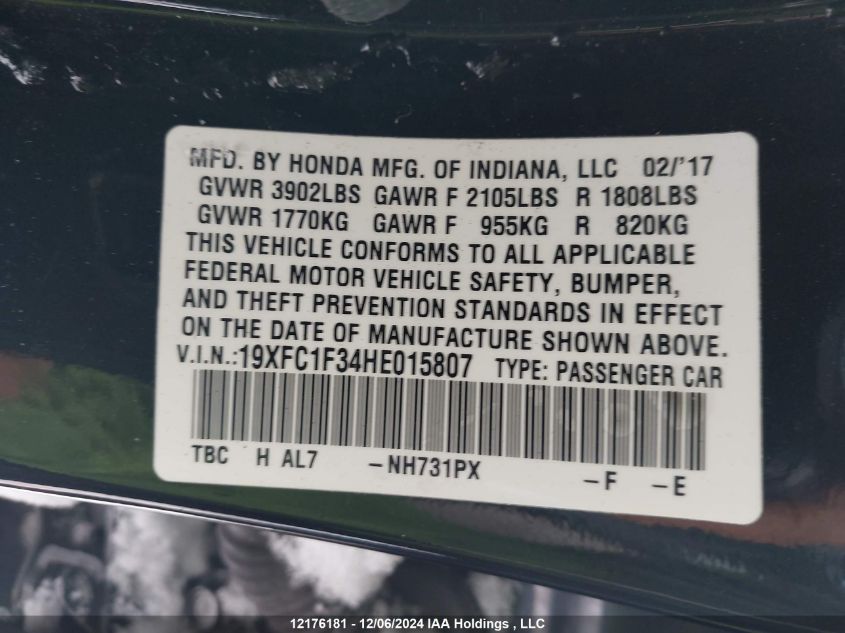 MFD. BY HONDA MFG. OF INDIANA, LLC 02/'17
GVWR 3902LBS GAWR F 2105LBS R 1808LBS
GVWR 1770KG GAWR F 955KG R 820KG
THIS VEHICLE CONFORMS TO ALL APPLICABLE
FEDERAL MOTOR VEHICLE SAFETY, BUMPER,
AND THEFT PREVENTION STANDARDS IN EFFECT
ON THE DATE OF MANUFACTURE SHOWN ABOVE.
V.I.N.:19XFC1F34HE015807 TYPE: PASSENGER CAR
TBC H AL7 -NH731PX -F -E
12176181 - 12/06/2024 IAA Holdings , LLC